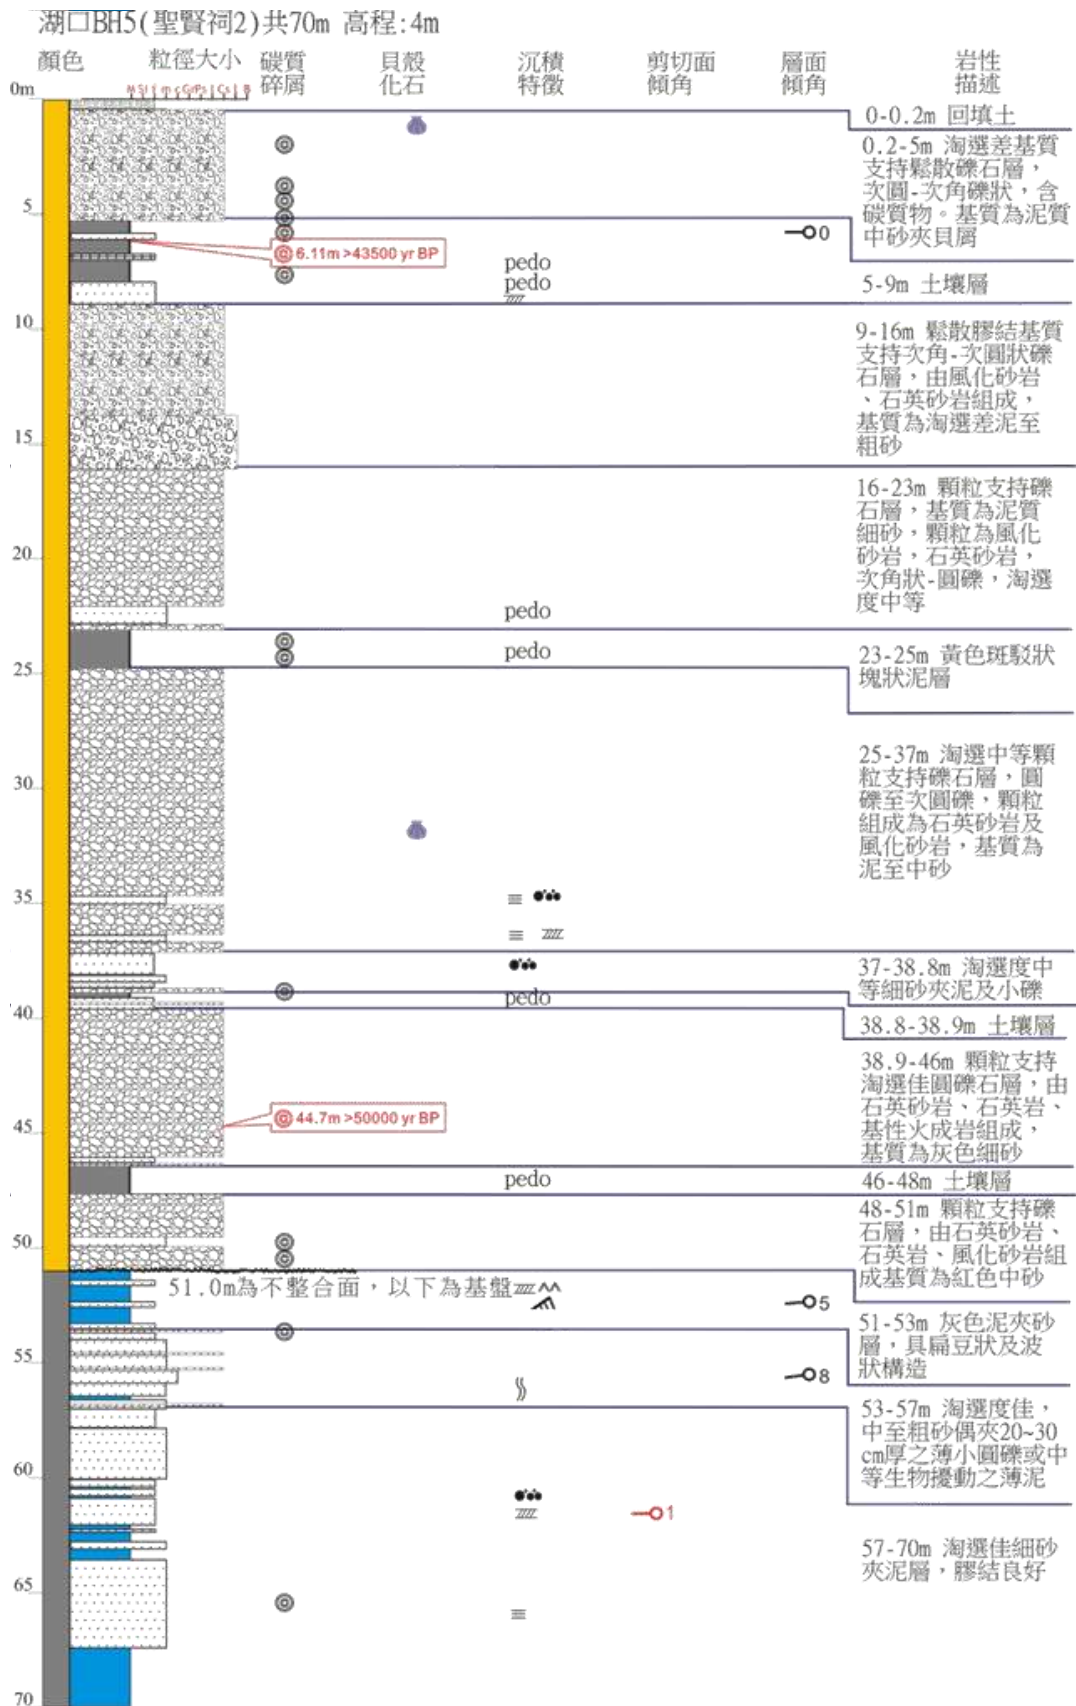 湖口BH5(聖賢祠2)共70m 高程:4m
顏色 粒徑大小 碳質碎屑 貝殼化石 沉積特徵 剪切面傾角 層面傾角 岩性描述
0m
0-0.2m 回填土
0.2-5m 淘選差基質
支持鬆散礫石層，
次圓-次角礫狀，含
碳質物。基質為泥質
中砂夾貝屑
5
0
6.11m >43500 yr BP
pedo
pedo
5-9m 土壤層
10
9-16m 鬆散膠結基質
支持次角-次圓狀礫
石層，由風化砂岩
、石英砂岩組成，
基質為淘選差泥至
粗砂
15
16-23m 顆粒支持礫
石層，基質為泥質
細砂，顆粒為風化
砂岩，石英砂岩，
次角狀-圓礫，淘選
度中等
20
pedo
pedo
23-25m 黃色斑駁狀
塊狀泥層
25
25-37m 淘選中等顆
粒支持礫石層，圓
礫至次圓礫，顆粒
組成為石英砂岩及
風化砂岩，基質為
泥至中砂
30
35
37-38.8m 淘選度中
等細砂夾泥及小礫
pedo
40
38.8-38.9m 土壤層
38.9-46m 顆粒支持
淘選佳圓礫石層，由
石英砂岩、石英岩、
基性火成岩組成，
基質為灰色細砂
44.7m >50000 yr BP
45
pedo
46-48m 土壤層
48-51m 顆粒支持礫
石層，由石英砂岩、
石英岩、風化砂岩組
成基質為紅色中砂
50
51.0m為不整合面，以下為基盤
5
51-53m 灰色泥夾砂
層，具扁豆狀及波
狀構造
55
8
53-57m 淘選度佳，
中至粗砂偶夾20~30
cm厚之薄小圓礫或中
等生物擾動之薄泥
60
1
57-70m 淘選佳細砂
夾泥層，膠結良好
65
70